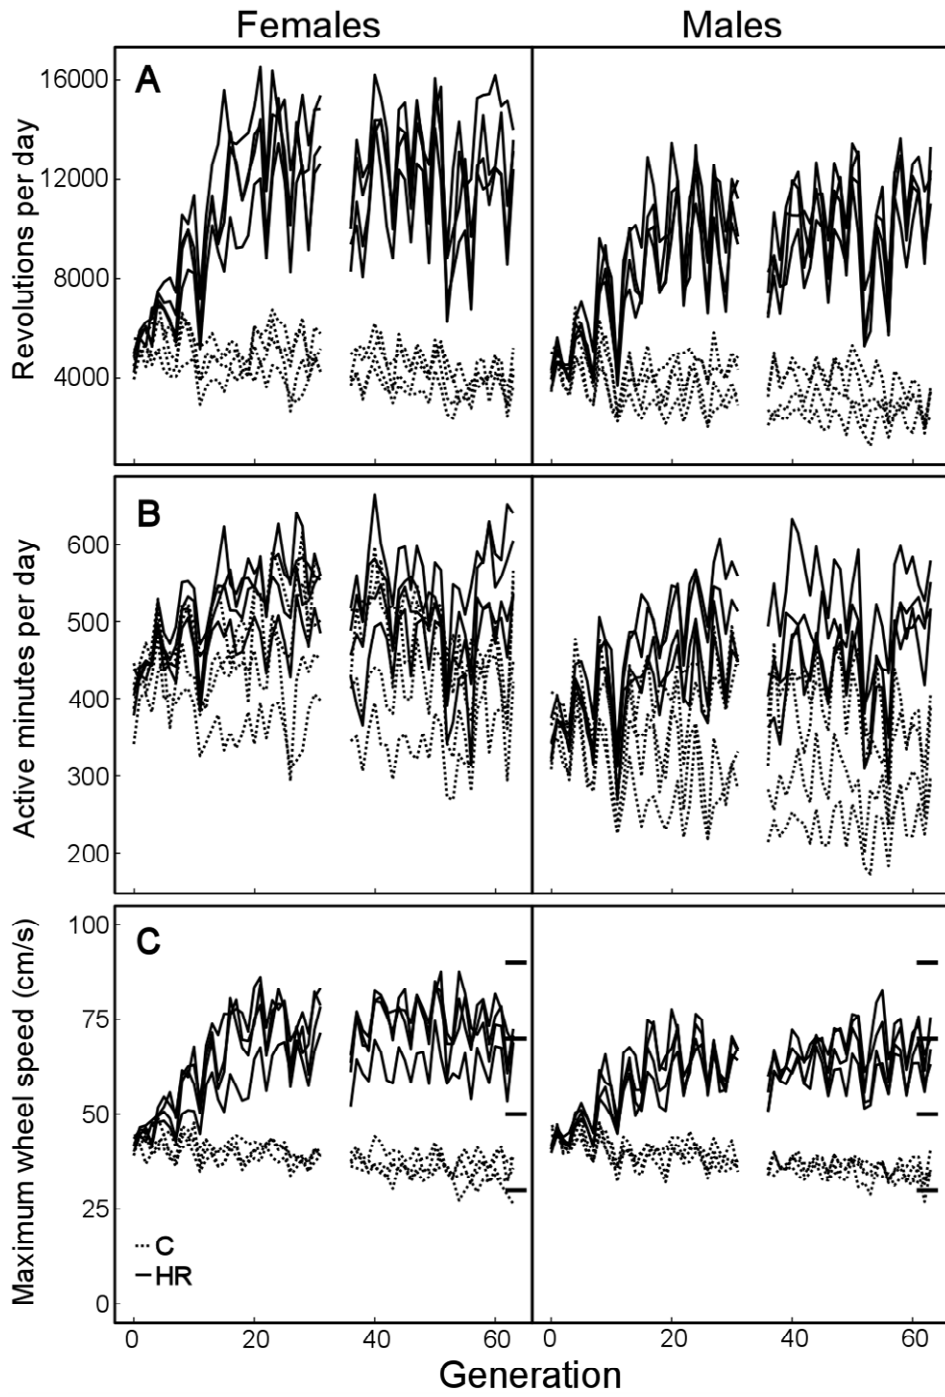 Females Males
A
Revolutions per day
16000
12000
8000
4000
B
Active minutes per day
600
500
400
300
200
C
Maximum wheel speed (cm/s)
100
75
50
25
0
C
HR
0 20 40 60 0 20 40 60
Generation